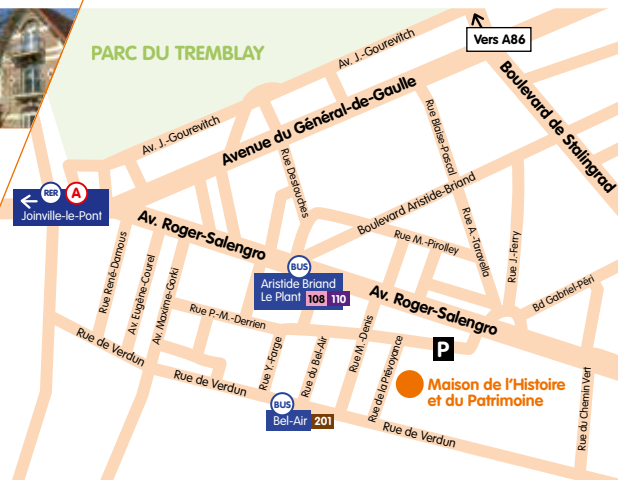 PARC DU TREMBLAY
Vers A86
Av. J.-Gourevitch
Boulevard de Stalingrad
Avenue du Général-de-Gaulle
Av. J.-Gourevitch
Rue Blaise-Pascal
Rue Destouches
RER A
Joinville-le-Pont
Boulevard Aristide-Briand
Av. Roger-Salengro
Rue M.-Pirolley
Rue A.-Taravella
Rue J.-Ferry
Rue René-Damous
Av. Eugène-Courel
Av. Maxime-Gorki
BUS
Aristide Briand
Le Plant 108 110
Av. Roger-Salengro
Bd Gabriel-Péri
Rue P.-M.-Derrien
Rue de Verdun
Rue Y.-Farge
Rue du Bel-Air
Rue M.-Denis
Rue de la Prévoyance
P
Maison de l'Histoire
et du Patrimoine
Rue de Verdun
BUS
Bel-Air 201
Rue de Verdun
Rue du Chemin Vert